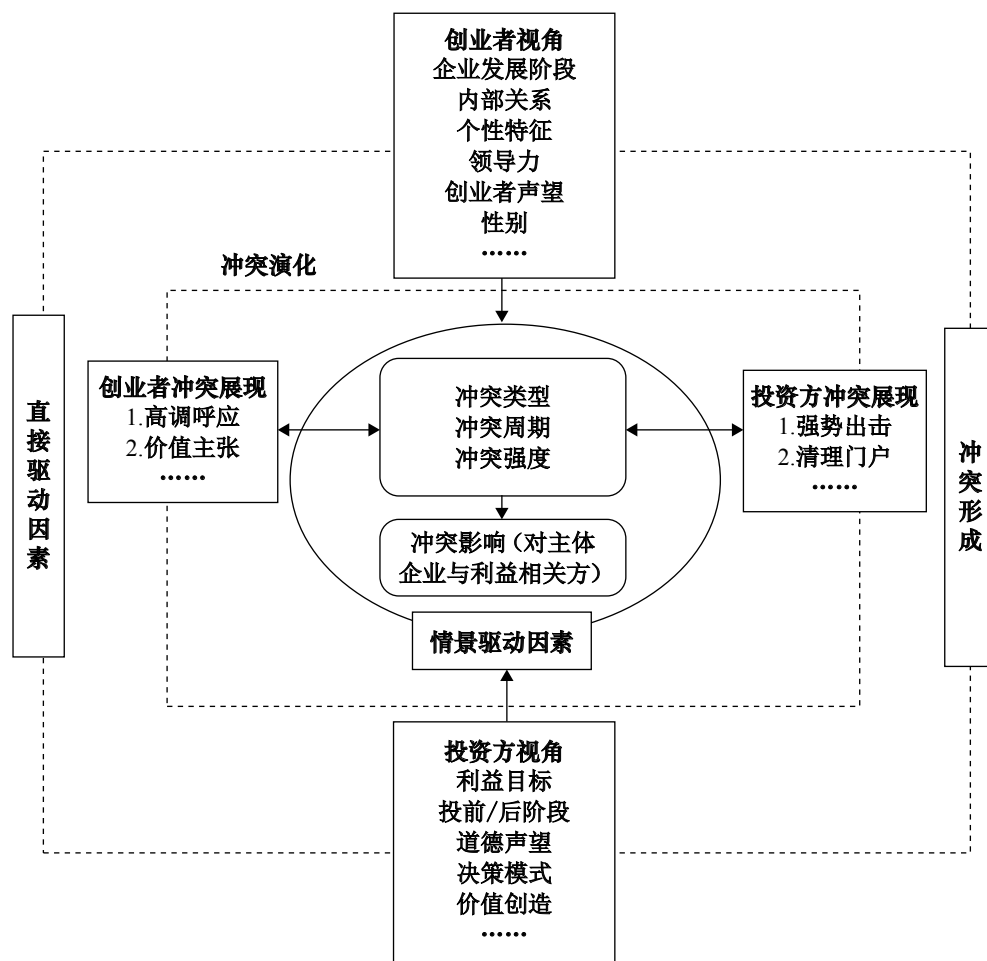 创业者视角
企业发展阶段
内部关系
个性特征
领导力
创业者声望
性别
……
冲突演化
直接驱动因素
创业者冲突展现
1.高调呼应
2.价值主张
……
冲突类型
冲突周期
冲突强度
冲突影响（对主体
企业与利益相关方）
情景驱动因素
投资方冲突展现
1.强势出击
2.清理门户
……
冲突形成
投资方视角
利益目标
投前/后阶段
道德声望
决策模式
价值创造
……